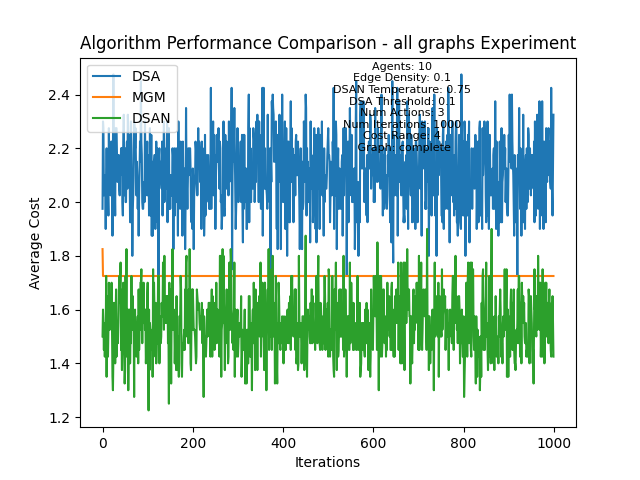 Algorithm Performance Comparison - all graphs Experiment
DSA
MGM
DSAN
Agents: 10
Edge Density: 0.1
DSAN Temperature: 0.75
DSA Threshold: 0.1
Num Actions: 3
Num Iterations: 1000
Cost Range: 4
Graph: complete
Average Cost
2.4
2.2
2.0
1.8
1.6
1.4
1.2
0
200
400
600
800
1000
Iterations